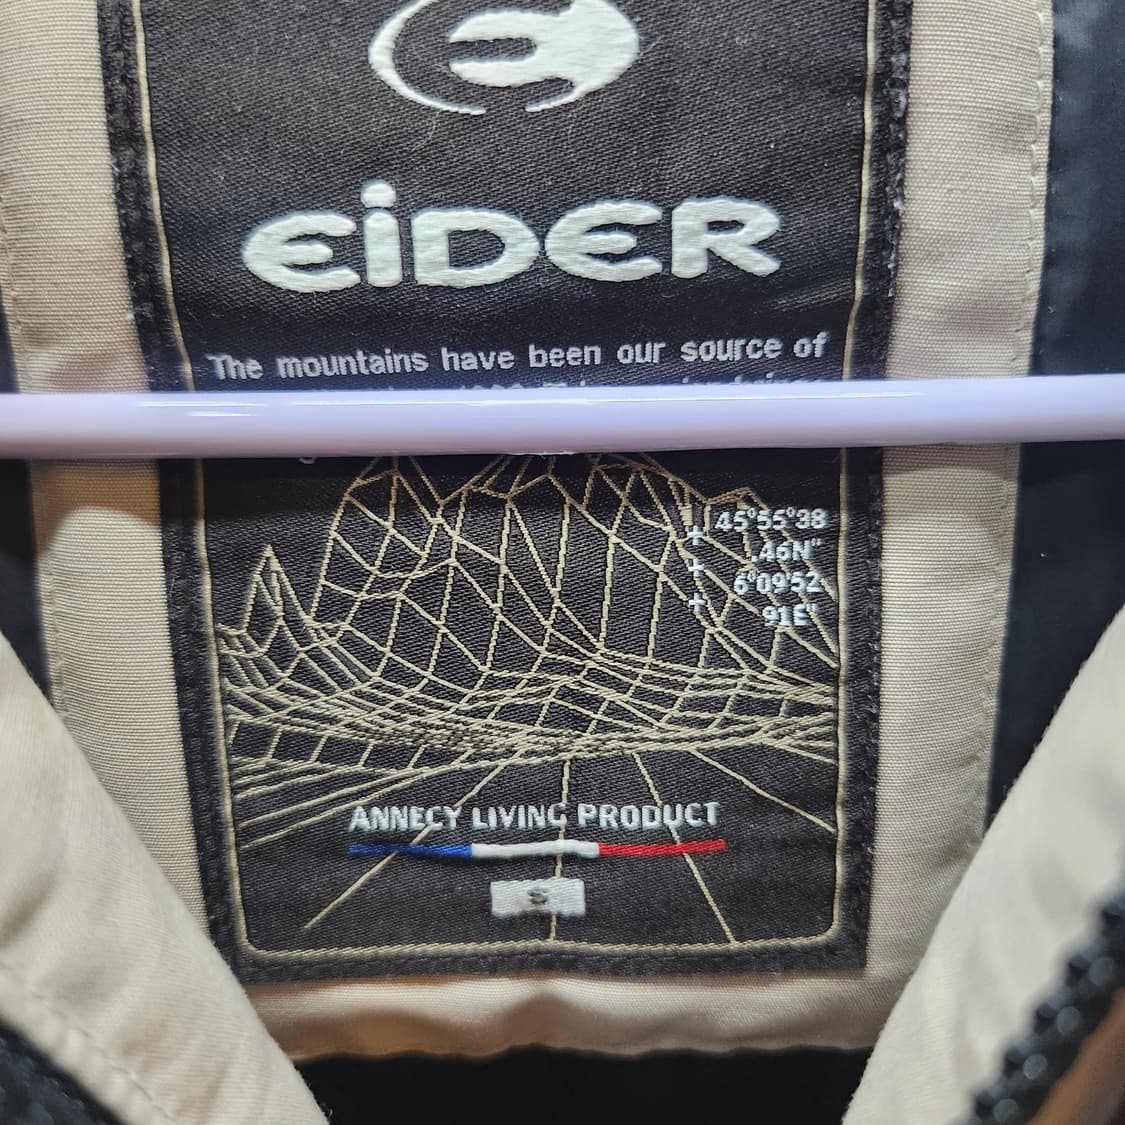 EiDER
The mountains have been our source of
45°55°38
.46N"
6°09'52
91E"
ANNECY LIVING PRODUCT
S